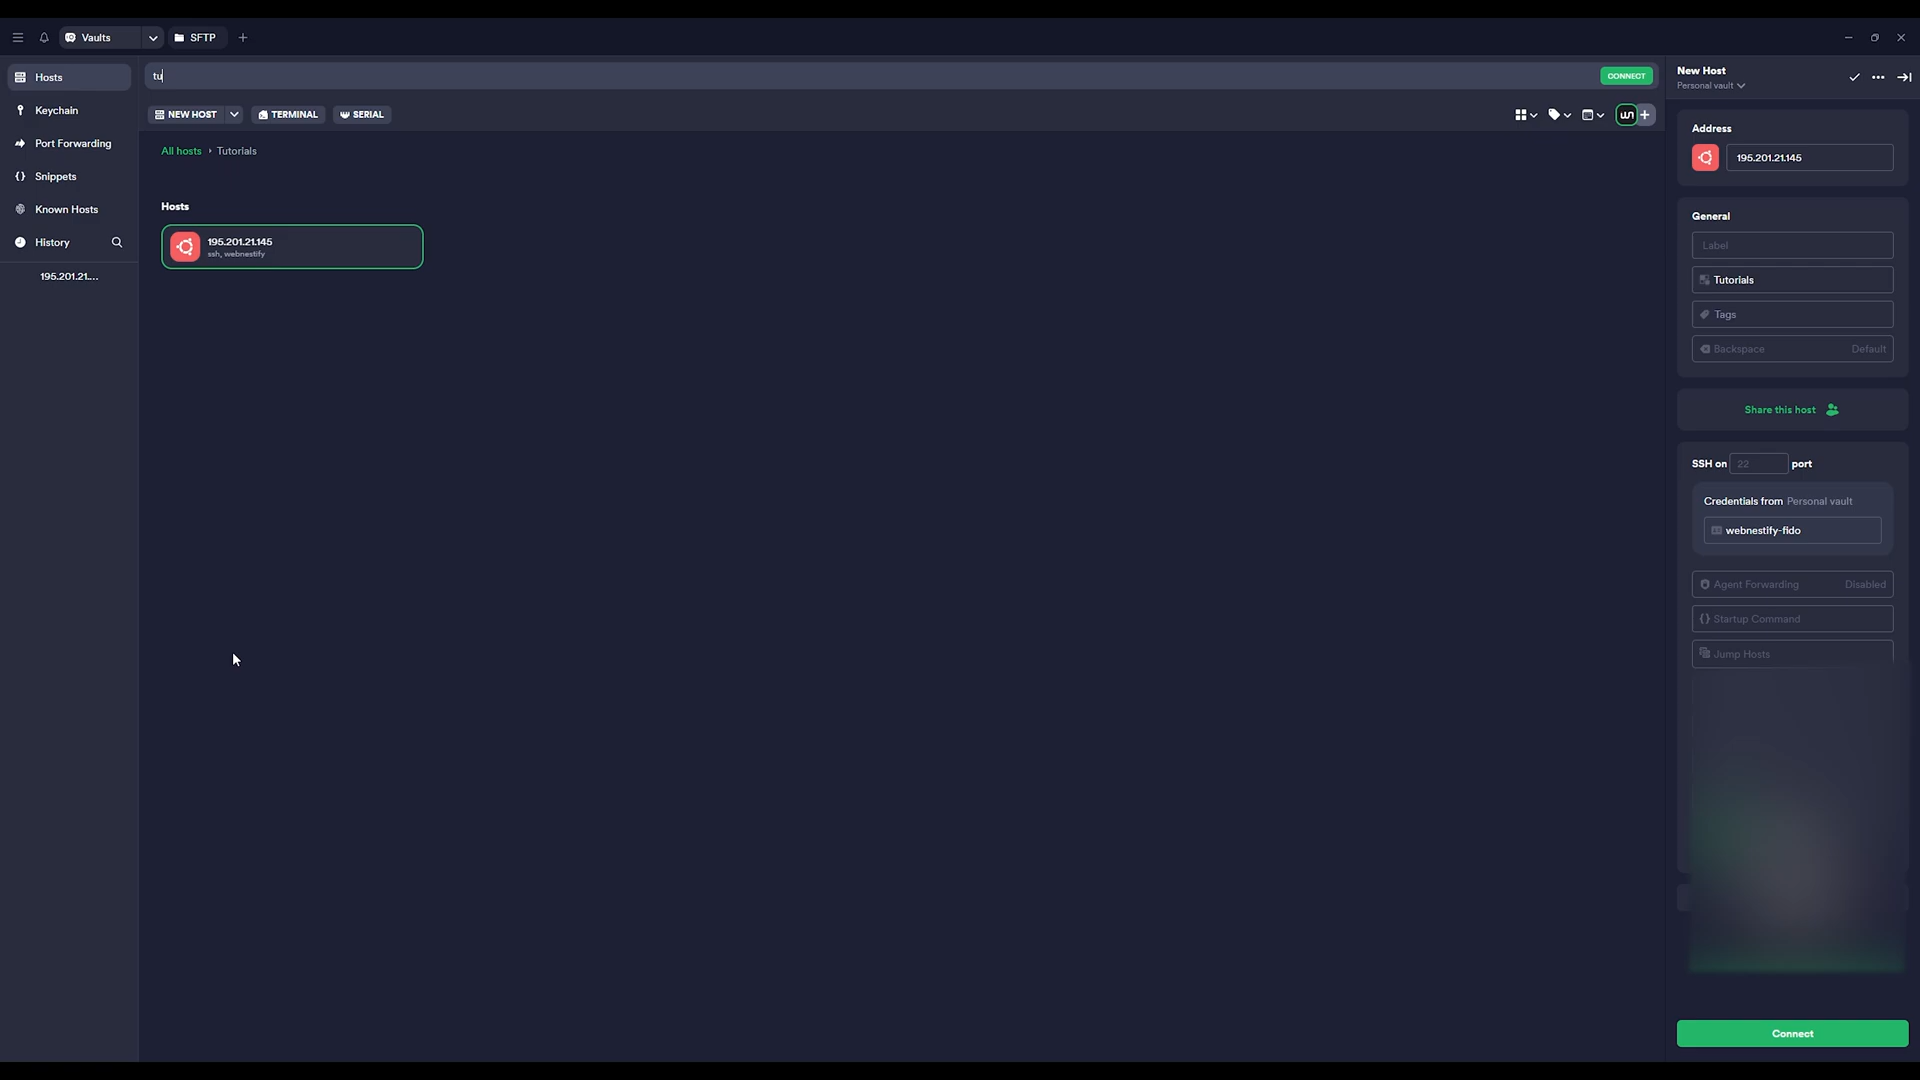 Vaults
SFTP
Hosts
Keychain
Port Forwarding
Snippets
Known Hosts
History
195.201.21....
tu
CONNECT
NEW HOST
TERMINAL
SERIAL
All hosts
Tutorials
Hosts
195.201.21.145
ssh, webnestify
New Host
Personal vault
Address
195.201.21.145
General
Label
Tutorials
Tags
Backspace Default
Share this host
SSH on 22 port
Credentials from Personal vault
webnestify-fido
Agent Forwarding Disabled
{} Startup Command
Jump Hosts
Connect